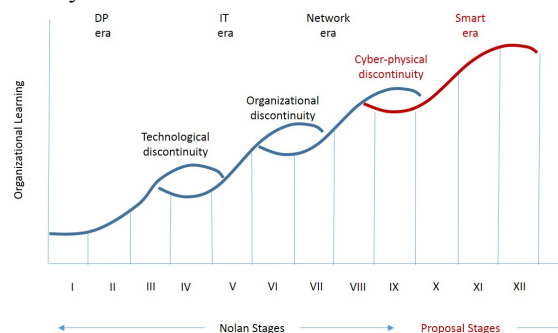 DP
era
IT
era
Network
era
Smart
era
Cyber-physical
discontinuity
Organizational
discontinuity
Technological
discontinuity
Organizational Learning
I II III IV V VI VII VIII IX X XI XII
Nolan Stages Proposal Stages